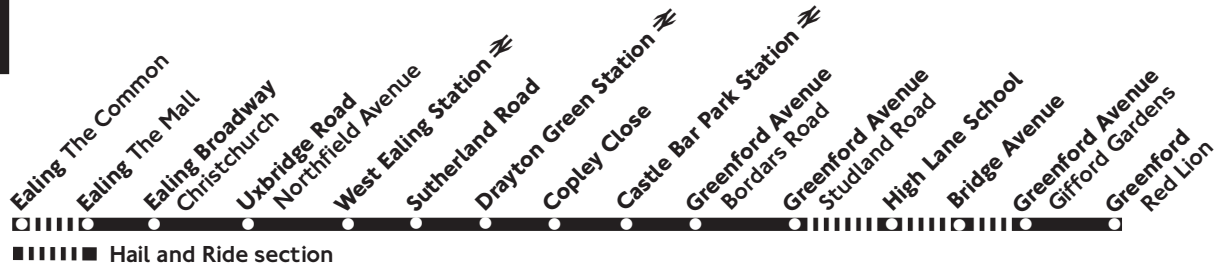 Ealing The Common
Ealing The Mall
Ealing Broadway
Christchurch
Uxbridge Road
Northfield Avenue
West Ealing Station
Sutherland Road
Drayton Green Station
Copley Close
Castle Bar Park Station
Greenford Avenue
Bordars Road
Greenford Avenue
Studland Road
High Lane School
Bridge Avenue
Greenford Avenue
Gifford Gardens
Greenford
Red Lion
Hail and Ride section